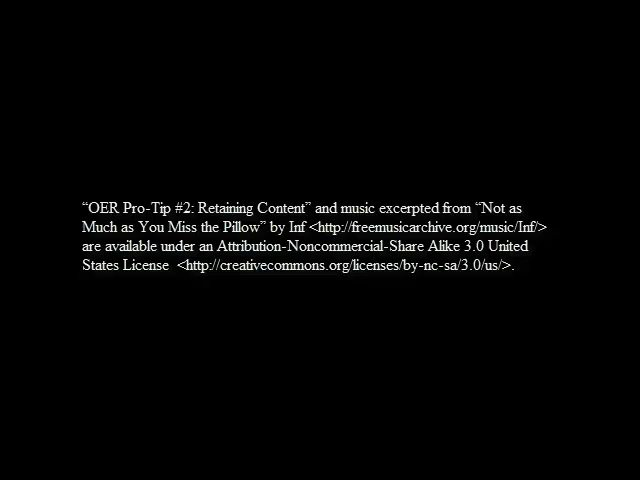 “OER Pro-Tip #2: Retaining Content” and music excerpted from “Not as
Much as You Miss the Pillow” by Inf <http://freemusicarchive.org/music/Inf/>
are available under an Attribution-Noncommercial-Share Alike 3.0 United
States License  <http://creativecommons.org/licenses/by-nc-sa/3.0/us/>.